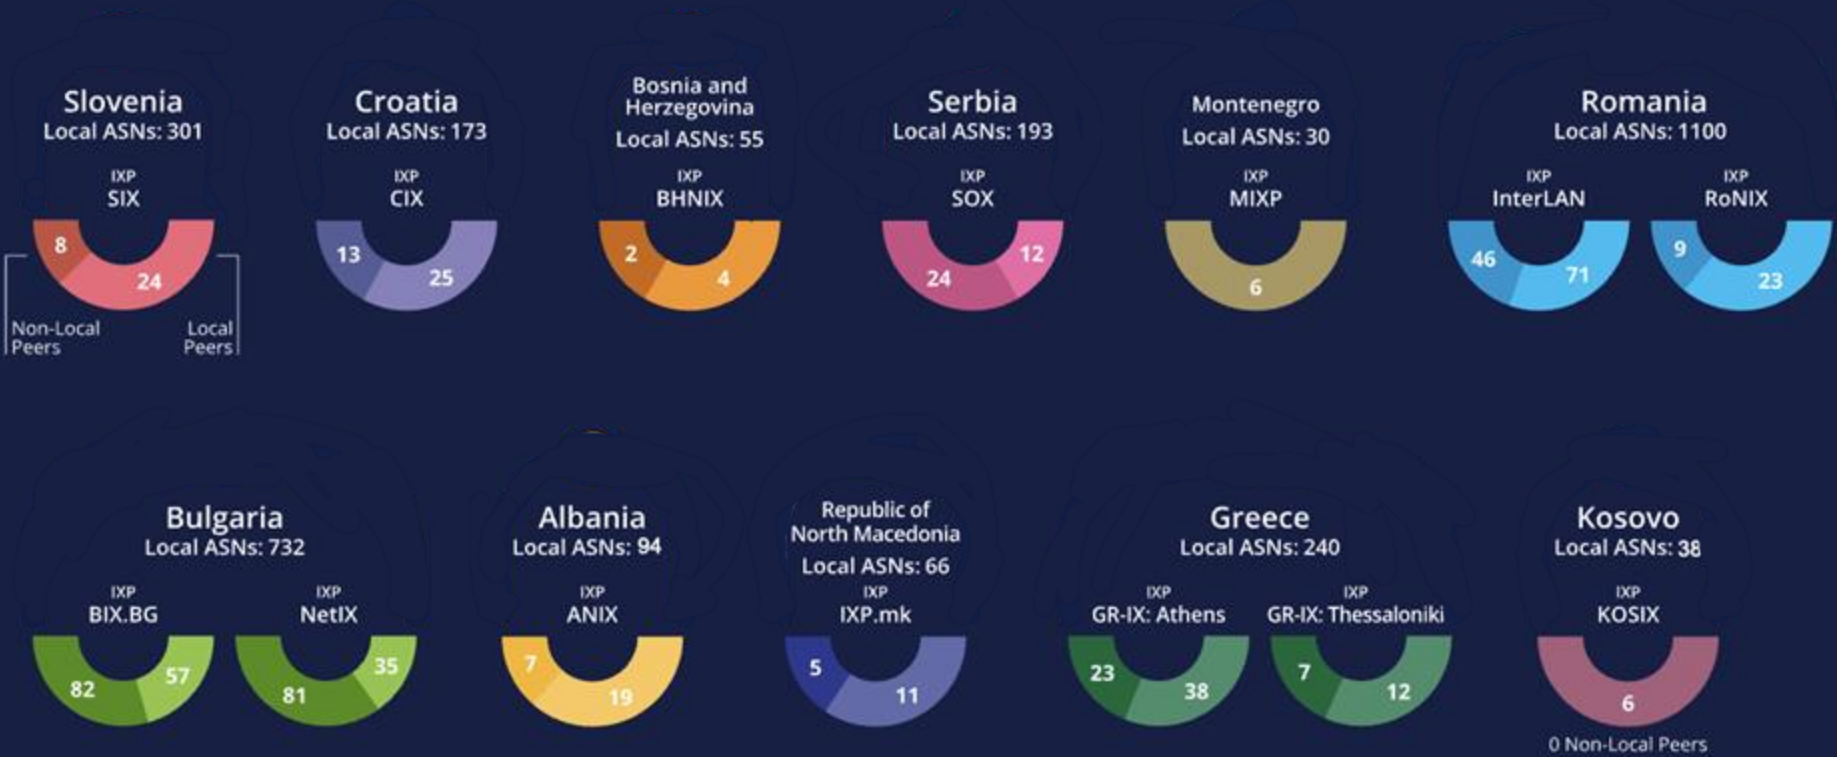 Slovenia
Local ASNs: 301
IXP
SIX
8
24
Non-Local
Peers
Local
Peers
Croatia
Local ASNs: 173
IXP
CIX
13
25
Bosnia and
Herzegovina
Local ASNs: 55
IXP
BHNIX
2
4
Serbia
Local ASNs: 193
IXP
SOX
24
12
Montenegro
Local ASNs: 30
IXP
MIXP
6
Romania
Local ASNs: 1100
IXP
InterLAN
46
71
IXP
RoNIX
9
23
Bulgaria
Local ASNs: 732
IXP
BIX.BG
82
57
IXP
NetIX
81
35
Albania
Local ASNs: 94
IXP
ANIX
7
19
Republic of
North Macedonia
Local ASNs: 66
IXP
IXP.mk
5
11
Greece
Local ASNs: 240
IXP
GR-IX: Athens
23
38
IXP
GR-IX: Thessaloniki
7
12
Kosovo
Local ASNs: 38
IXP
KOSIX
6
0 Non-Local Peers